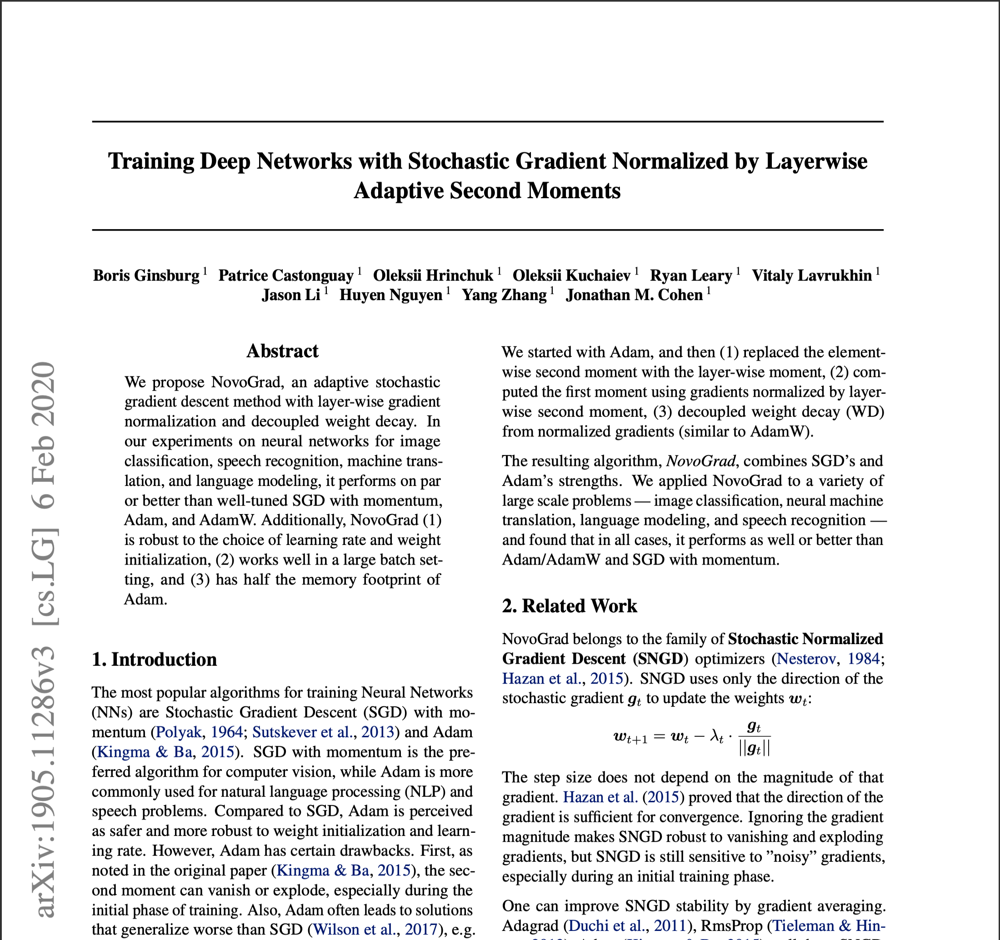 Training Deep Networks with Stochastic Gradient Normalized by Layerwise
Adaptive Second Moments
Boris Ginsburg 1 Patrice Castonguay 1 Oleksii Hrinchuk 1 Oleksii Kuchaiev 1 Ryan Leary 1 Vitaly Lavrukhin 1
Jason Li 1 Huyen Nguyen 1 Yang Zhang 1 Jonathan M. Cohen 1
arXiv:1905.11286v3 [cs.LG] 6 Feb 2020
Abstract
We propose NovoGrad, an adaptive stochastic
gradient descent method with layer-wise gradient
normalization and decoupled weight decay. In
our experiments on neural networks for image
classification, speech recognition, machine trans-
lation, and language modeling, it performs on par
or better than well-tuned SGD with momentum,
Adam, and AdamW. Additionally, NovoGrad (1)
is robust to the choice of learning rate and weight
initialization, (2) works well in a large batch set-
ting, and (3) has half the memory footprint of
Adam.
1. Introduction
The most popular algorithms for training Neural Networks
(NNs) are Stochastic Gradient Descent (SGD) with mo-
mentum (Polyak, 1964; Sutskever et al., 2013) and Adam
(Kingma & Ba, 2015). SGD with momentum is the pre-
ferred algorithm for computer vision, while Adam is more
commonly used for natural language processing (NLP) and
speech problems. Compared to SGD, Adam is perceived
as safer and more robust to weight initialization and learn-
ing rate. However, Adam has certain drawbacks. First, as
noted in the original paper (Kingma & Ba, 2015), the sec-
ond moment can vanish or explode, especially during the
initial phase of training. Also, Adam often leads to solutions
that generalize worse than SGD (Wilson et al., 2017), e.g.
We started with Adam, and then (1) replaced the element-
wise second moment with the layer-wise moment, (2) com-
puted the first moment using gradients normalized by layer-
wise second moment, (3) decoupled weight decay (WD)
from normalized gradients (similar to AdamW).
The resulting algorithm, NovoGrad, combines SGD's and
Adam's strengths. We applied NovoGrad to a variety of
large scale problems — image classification, neural machine
translation, language modeling, and speech recognition —
and found that in all cases, it performs as well or better than
Adam/AdamW and SGD with momentum.
2. Related Work
NovoGrad belongs to the family of Stochastic Normalized
Gradient Descent (SNGD) optimizers (Nesterov, 1984;
Hazan et al., 2015). SNGD uses only the direction of the
stochastic gradient gₜ to update the weights wₜ:
wₜ₊₁ = wₜ − λₜ · gₜ / ||gₜ||
The step size does not depend on the magnitude of that
gradient. Hazan et al. (2015) proved that the direction of the
gradient is sufficient for convergence. Ignoring the gradient
magnitude makes SNGD robust to vanishing and exploding
gradients, but SNGD is still sensitive to ”noisy” gradients,
especially during an initial training phase.
One can improve SNGD stability by gradient averaging.
Adagrad (Duchi et al., 2011), RmsProp (Tieleman & Hin-